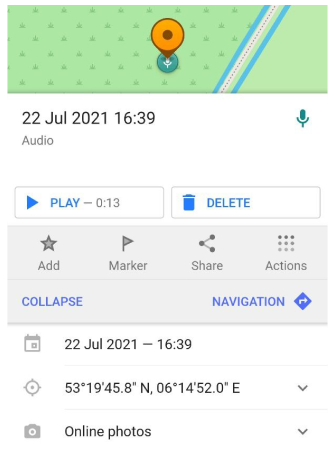 22 Jul 2021 16:39
Audio
PLAY — 0:13
DELETE
Add
Marker
Share
Actions
COLLAPSE
NAVIGATION
22 Jul 2021 — 16:39
53°19'45.8" N, 06°14'52.0" E
Online photos